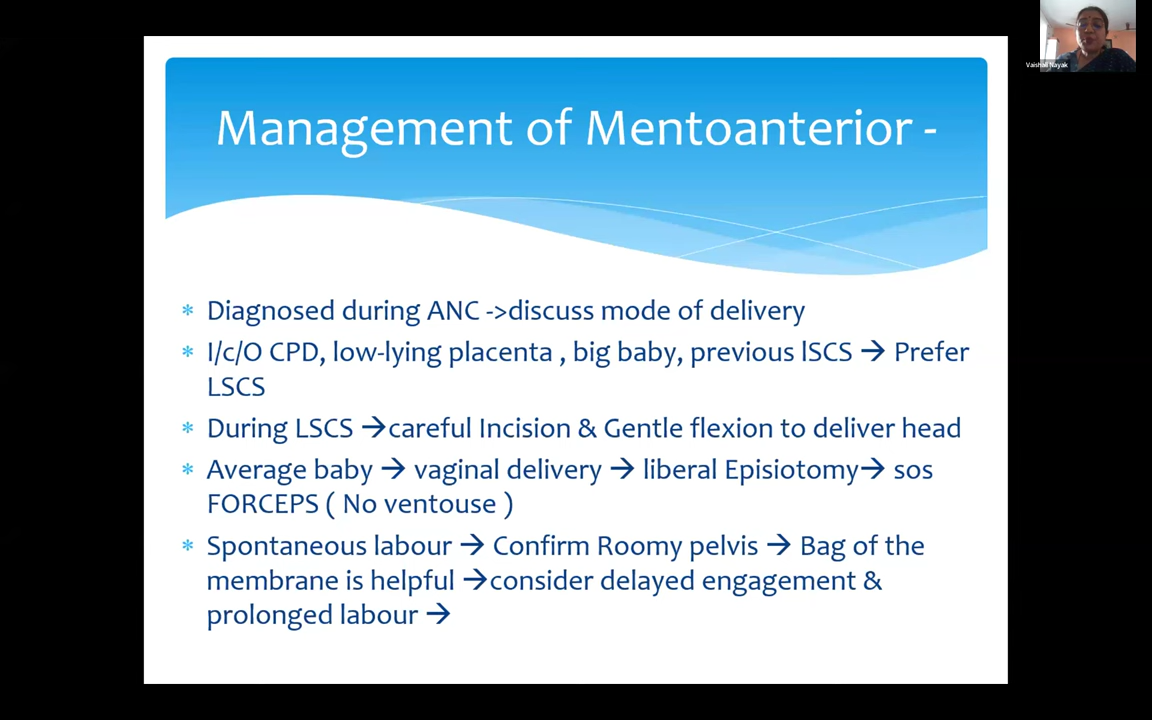 Vaishali Nayak
Management of Mentoanterior -
* Diagnosed during ANC ->discuss mode of delivery
* I/c/O CPD, low-lying placenta , big baby, previous lSCS → Prefer
LSCS
* During LSCS →careful Incision & Gentle flexion to deliver head
* Average baby → vaginal delivery → liberal Episiotomy→ sos
FORCEPS ( No ventouse )
* Spontaneous labour → Confirm Roomy pelvis → Bag of the
membrane is helpful →consider delayed engagement &
prolonged labour →